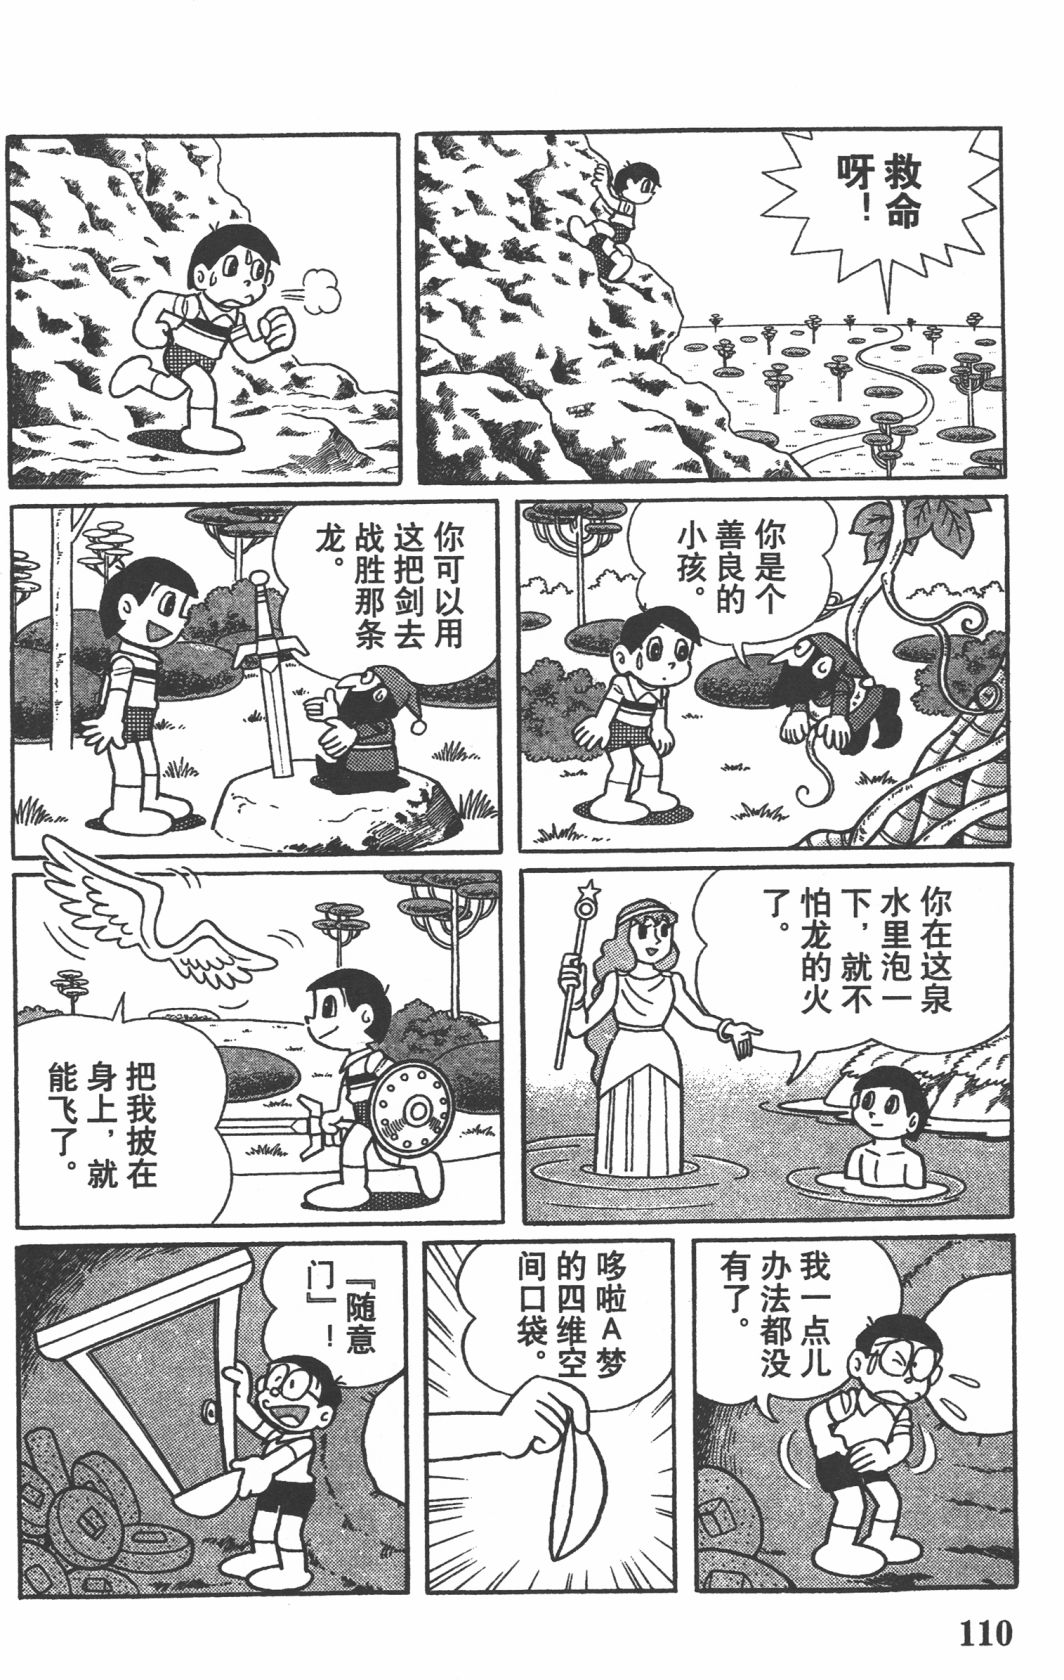 救命
呀！
你是个
善良的
小孩。
你可以用
这把剑去
战胜那条
龙。
你在这泉
水里泡一
下，就不
怕龙的火
了。
把我披在
身上，就
能飞了。
我一点儿
办法都没
有了。
哆啦A梦
的四维空
间口袋。
『随意
门』！
110